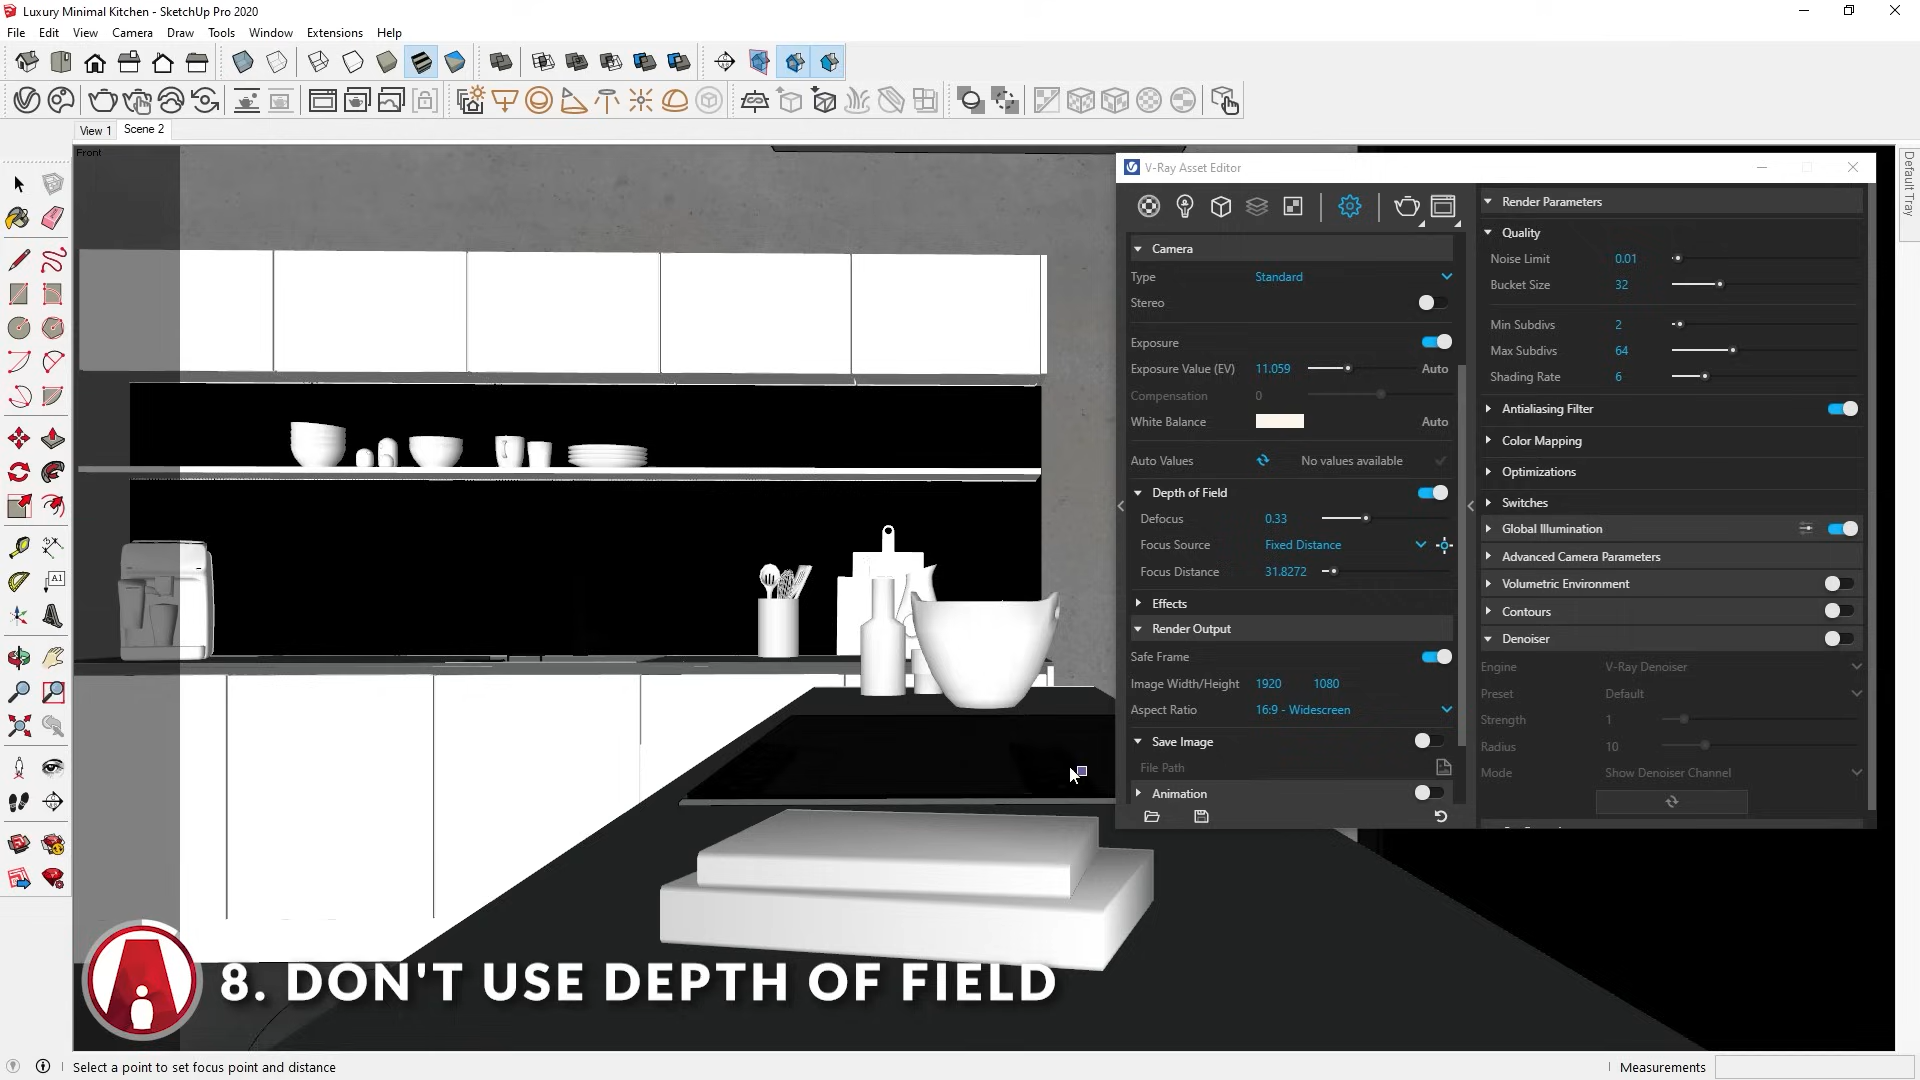 Luxury Minimal Kitchen - SketchUp Pro 2020
File Edit View Camera Draw Tools Window Extensions Help
View 1 Scene 2
Front
Default Tray
A1
V-Ray Asset Editor
Camera
Type Standard
Stereo
Exposure
Exposure Value (EV) 11.059 Auto
Compensation 0
White Balance Auto
Auto Values No values available
Depth of Field
Defocus 0.33
Focus Source Fixed Distance
Focus Distance 31.8272
Effects
Render Output
Safe Frame
Image Width/Height 1920 1080
Aspect Ratio 16:9 - Widescreen
Save Image
File Path
Animation
Render Parameters
Quality
Noise Limit 0.01
Bucket Size 32
Min Subdivs 2
Max Subdivs 64
Shading Rate 6
Antialiasing Filter
Color Mapping
Optimizations
Switches
Global Illumination
Advanced Camera Parameters
Volumetric Environment
Contours
Denoiser
Engine V-Ray Denoiser
Preset Default
Strength 1
Radius 10
Mode Show Denoiser Channel
8. DON'T USE DEPTH OF FIELD
Select a point to set focus point and distance
Measurements